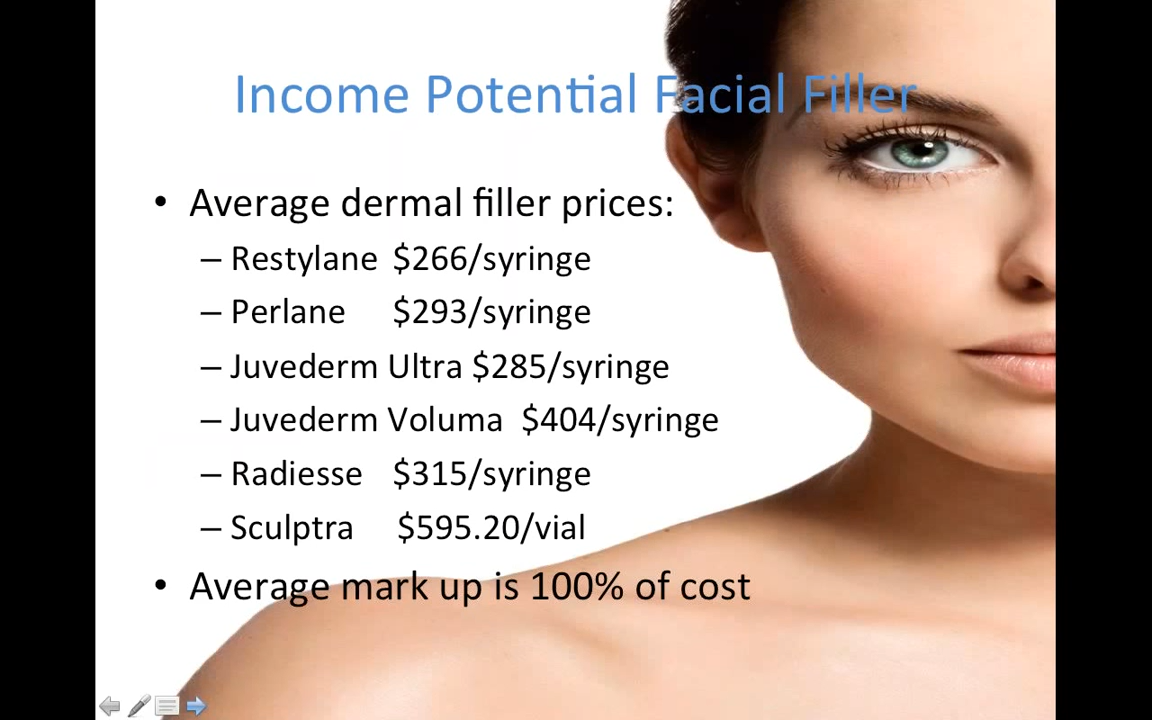 Income Potential Facial Filler
• Average dermal filler prices:
– Restylane $266/syringe
– Perlane $293/syringe
– Juvederm Ultra $285/syringe
– Juvederm Voluma $404/syringe
– Radiesse $315/syringe
– Sculptra $595.20/vial
• Average mark up is 100% of cost